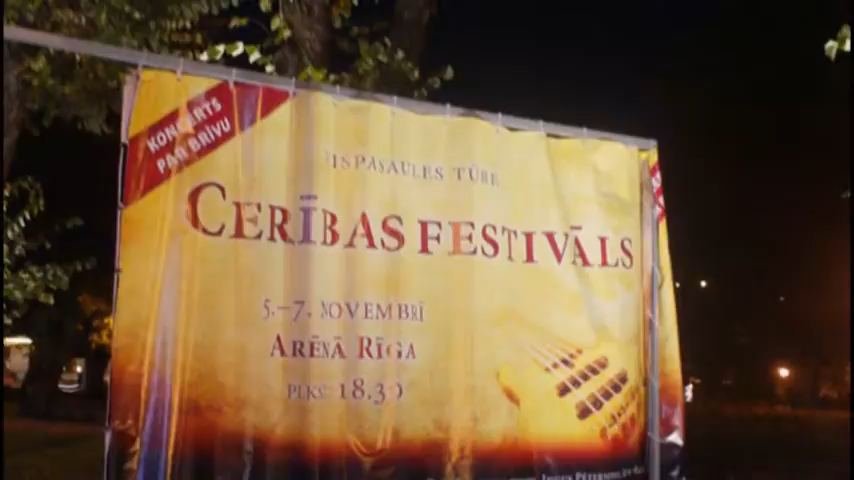 KONCERTS
PAR BRĪVU
VISPASAULES TŪRE
CERĪBAS FESTIVĀLS
5.–7. NOVEMBRĪ
ARĒNĀ RĪGA
PLKST. 18.30